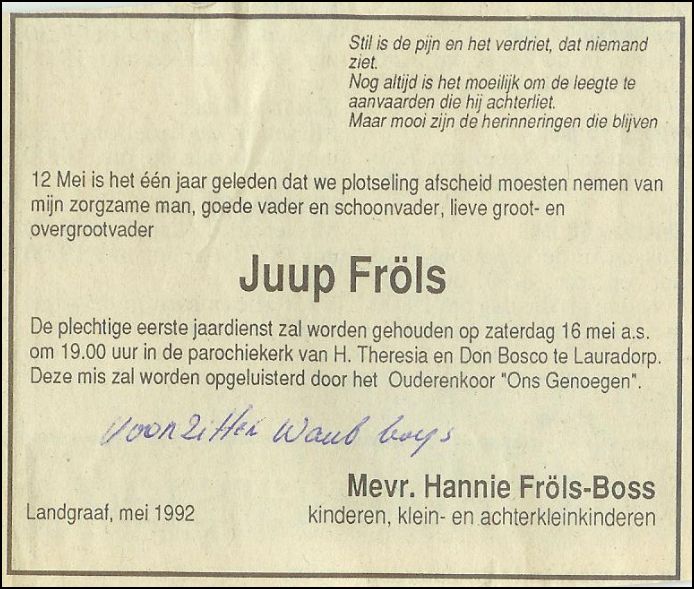 Stil is de pijn en het verdriet, dat niemand
ziet.
Nog altijd is het moeilijk om de leegte te
aanvaarden die hij achterliet.
Maar mooi zijn de herinneringen die blijven
12 Mei is het één jaar geleden dat we plotseling afscheid moesten nemen van
mijn zorgzame man, goede vader en schoonvader, lieve groot- en
overgrootvader
Juup Fröls
De plechtige eerste jaardienst zal worden gehouden op zaterdag 16 mei a.s.
om 19.00 uur in de parochiekerk van H. Theresia en Don Bosco te Lauradorp.
Deze mis zal worden opgeluisterd door het Ouderenkoor "Ons Genoegen".
voorzitter Waub boys
Mevr. Hannie Fröls-Boss
Landgraaf, mei 1992
kinderen, klein- en achterkleinkinderen